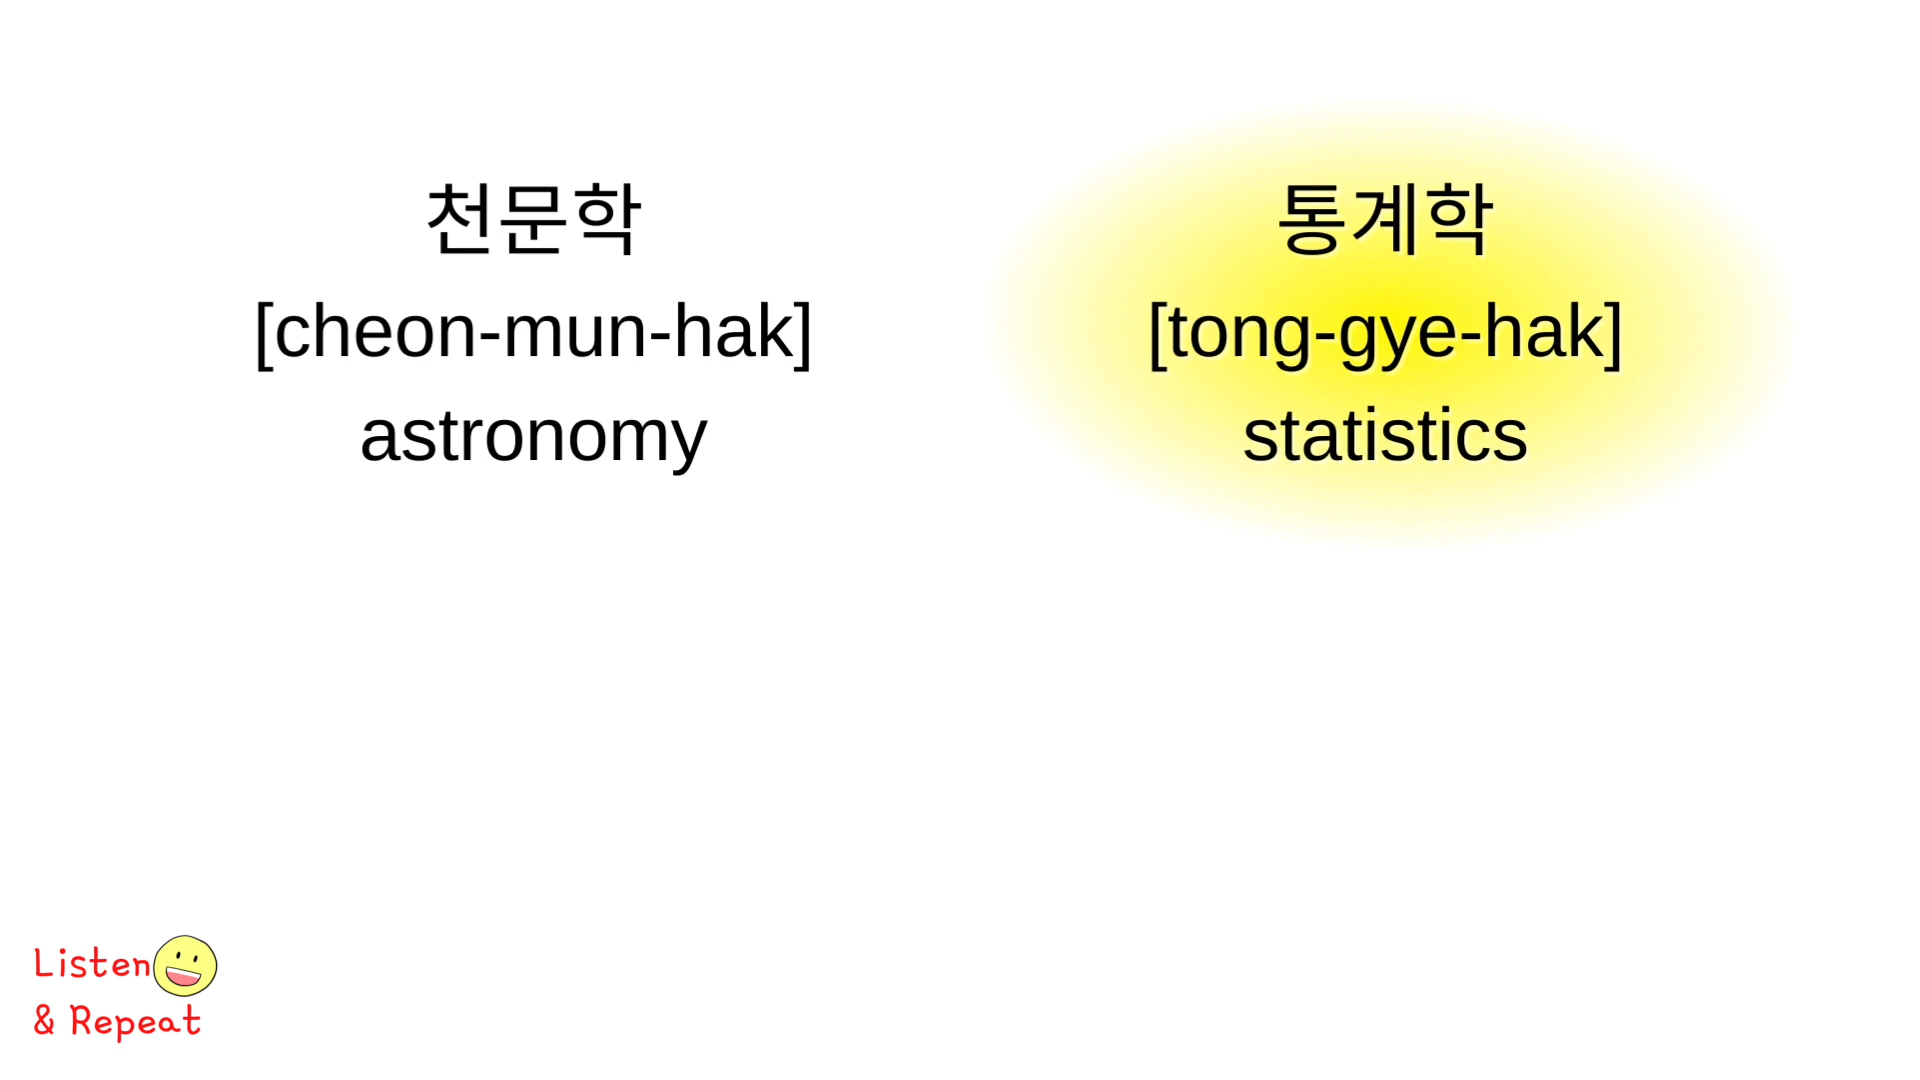 천문학
[cheon-mun-hak]
astronomy
통계학
[tong-gye-hak]
statistics
Listen
& Repeat